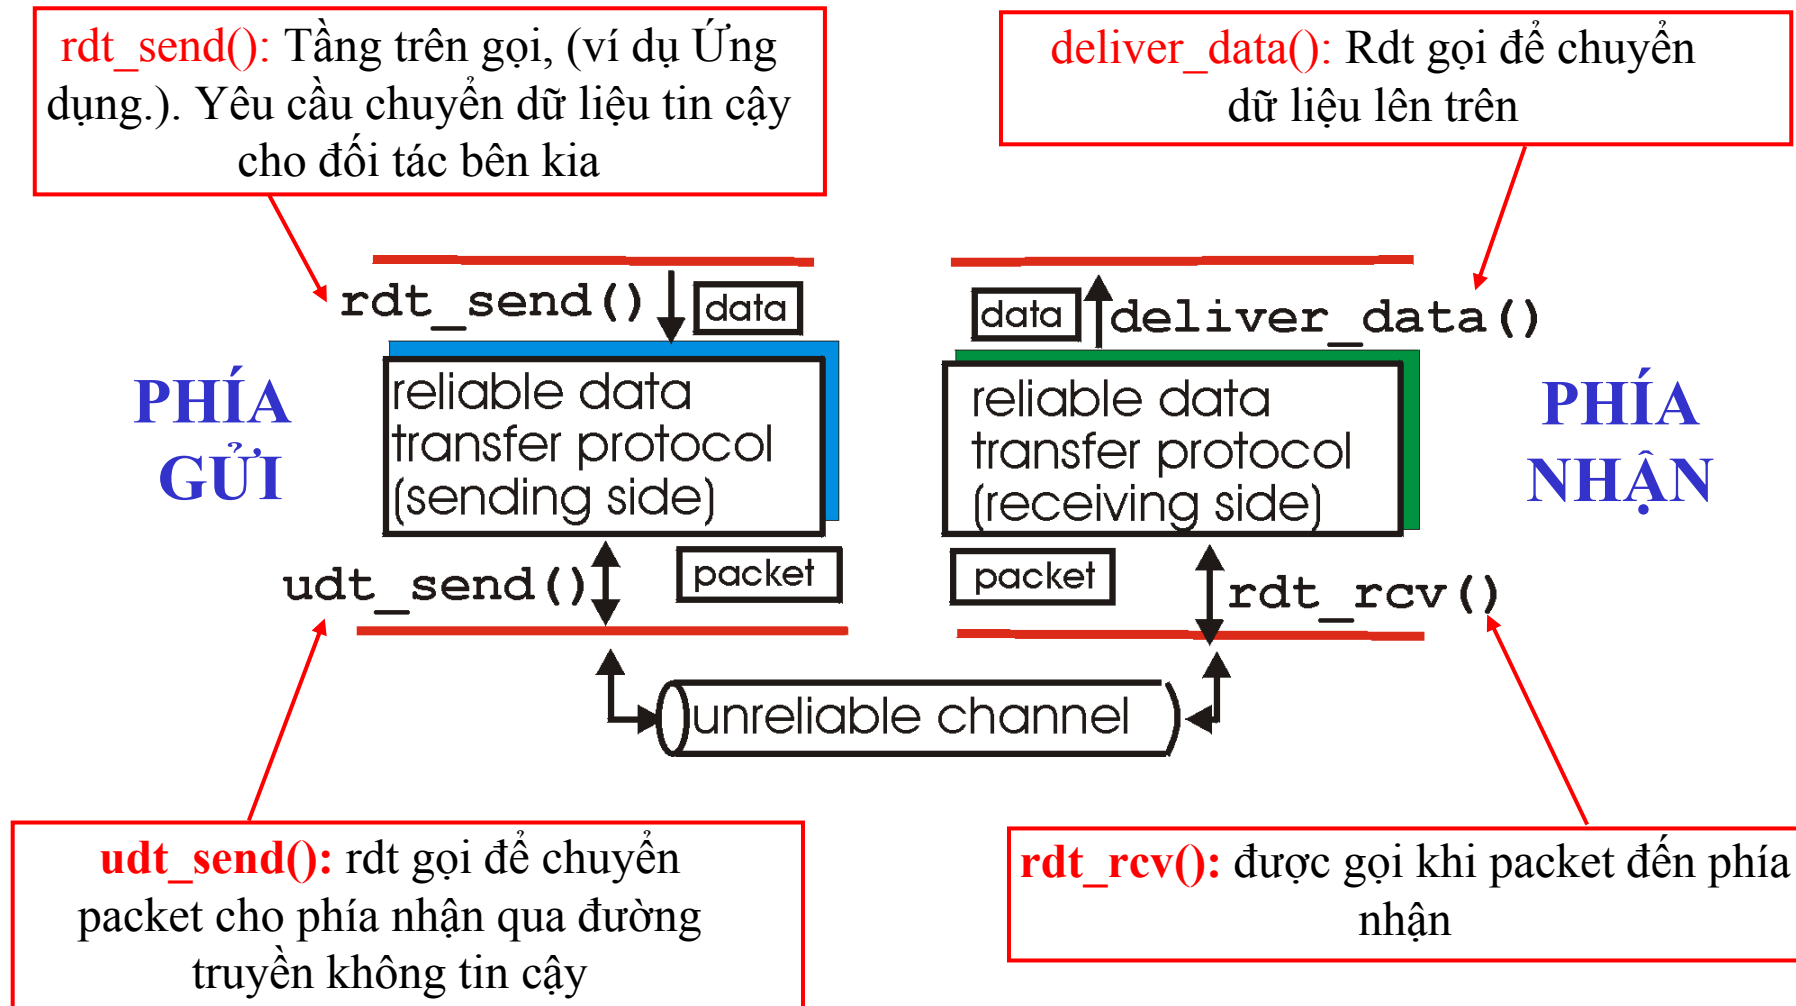 rdt_send(): Tầng trên gọi, (ví dụ Ứng
dụng.). Yêu cầu chuyển dữ liệu tin cậy
cho đối tác bên kia
deliver_data(): Rdt gọi để chuyển
dữ liệu lên trên
rdt_send()
data
data
deliver_data()
PHÍA
GỬI
reliable data
transfer protocol
(sending side)
reliable data
transfer protocol
(receiving side)
PHÍA
NHẬN
udt_send()
packet
packet
rdt_rcv()
unreliable channel
udt_send(): rdt gọi để chuyển
packet cho phía nhận qua đường
truyền không tin cậy
rdt_rcv(): được gọi khi packet đến phía
nhận